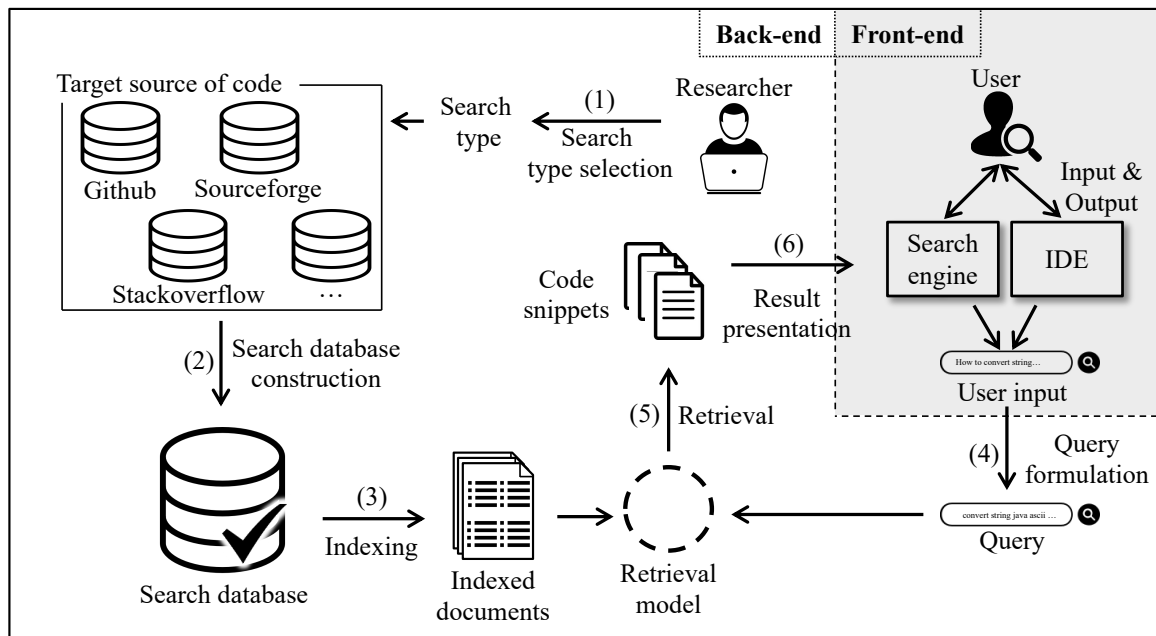 Back-end
Front-end
Target source of code
Github
Sourceforge
Stackoverflow
…
Search
type
(1)
Search
type selection
Researcher
User
Input &
Output
Search
engine
IDE
How to convert string…
User input
(2)
Search database
construction
Code
snippets
(6)
Result
presentation
(5)
Retrieval
(4)
Query
formulation
convert string java ascii …
Query
Search database
(3)
Indexing
Indexed
documents
Retrieval
model